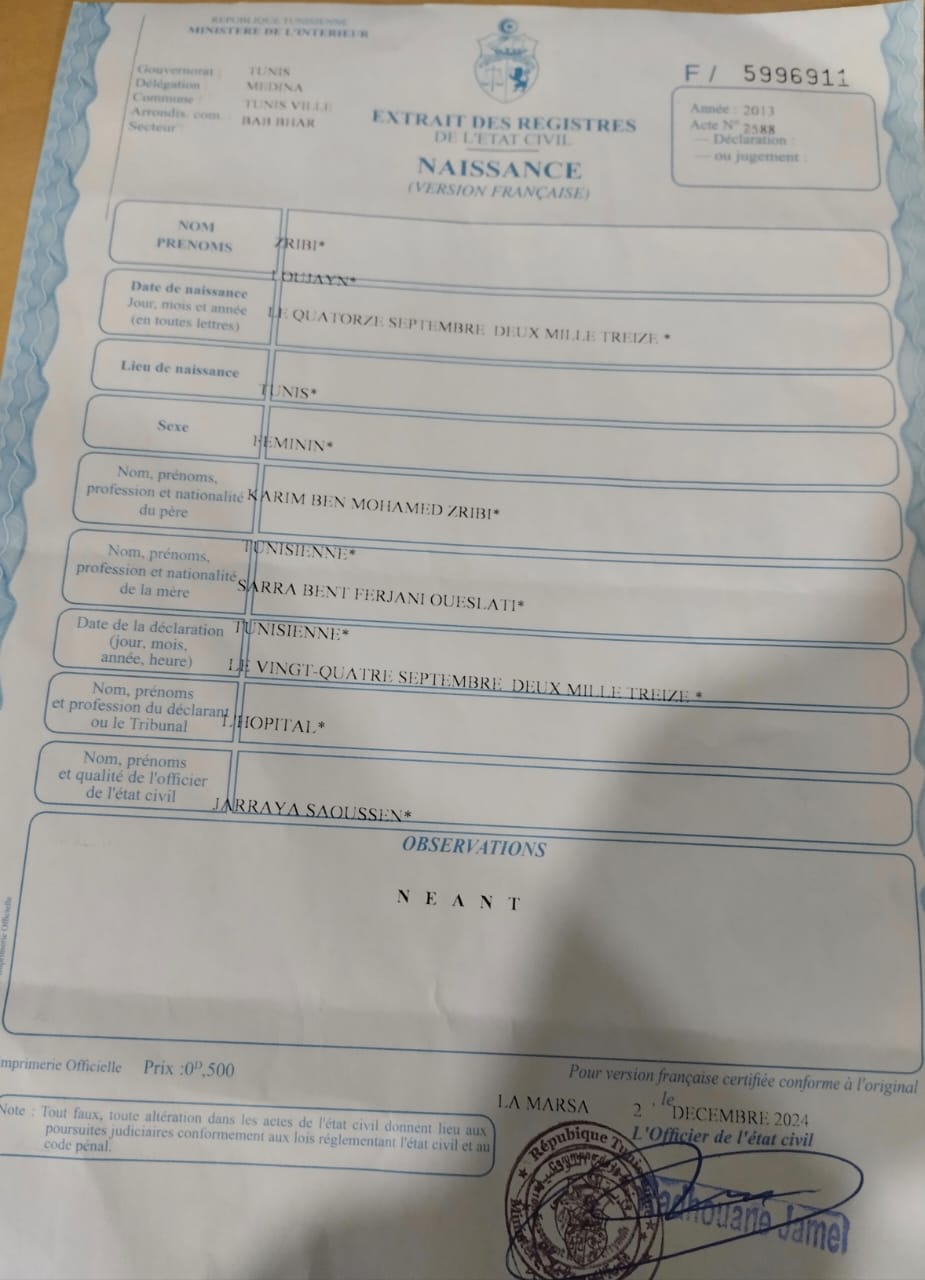 REPUBLIQUE TUNISIENNE
MINISTERE DE L'INTERIEUR
Gouvernorat : TUNIS
Délégation : MEDINA
Commune : TUNIS VILLE
Arrondis. com. : BAB BHAR
Secteur :
F / 5996911
Année : 2013
Acte N° 2588
— Déclaration :
— ou jugement :
EXTRAIT DES REGISTRES
DE L'ETAT CIVIL
NAISSANCE
(VERSION FRANÇAISE)
NOM
PRENOMS
ZRIBI*
LOUJAYN*
Date de naissance
Jour, mois et année
(en toutes lettres)
LE QUATORZE SEPTEMBRE DEUX MILLE TREIZE *
Lieu de naissance
TUNIS*
Sexe
FEMININ*
Nom, prénoms,
profession et nationalité
du père
KARIM BEN MOHAMED ZRIBI*
TUNISIENNE*
Nom, prénoms,
profession et nationalité
de la mère
SARRA BENT FERJANI OUESLATI*
TUNISIENNE*
Date de la déclaration
(jour, mois,
année, heure)
LE VINGT-QUATRE SEPTEMBRE DEUX MILLE TREIZE *
Nom, prénoms
et profession du déclarant
ou le Tribunal
L'HOPITAL*
Nom, prénoms
et qualité de l'officier
de l'état civil
JARRAYA SAOUSSEN*
OBSERVATIONS
N E A N T
Imprimerie Officielle
Imprimerie Officielle Prix :0ᴰ,500
Note : Tout faux, toute altération dans les actes de l'état civil donnent lieu aux
poursuites judiciaires conformement aux lois réglementant l'état civil et au
code pénal.
Pour version française certifiée conforme à l'original
LA MARSA le 2 DECEMBRE 2024
L'Officier de l'état civil
République
Jamel